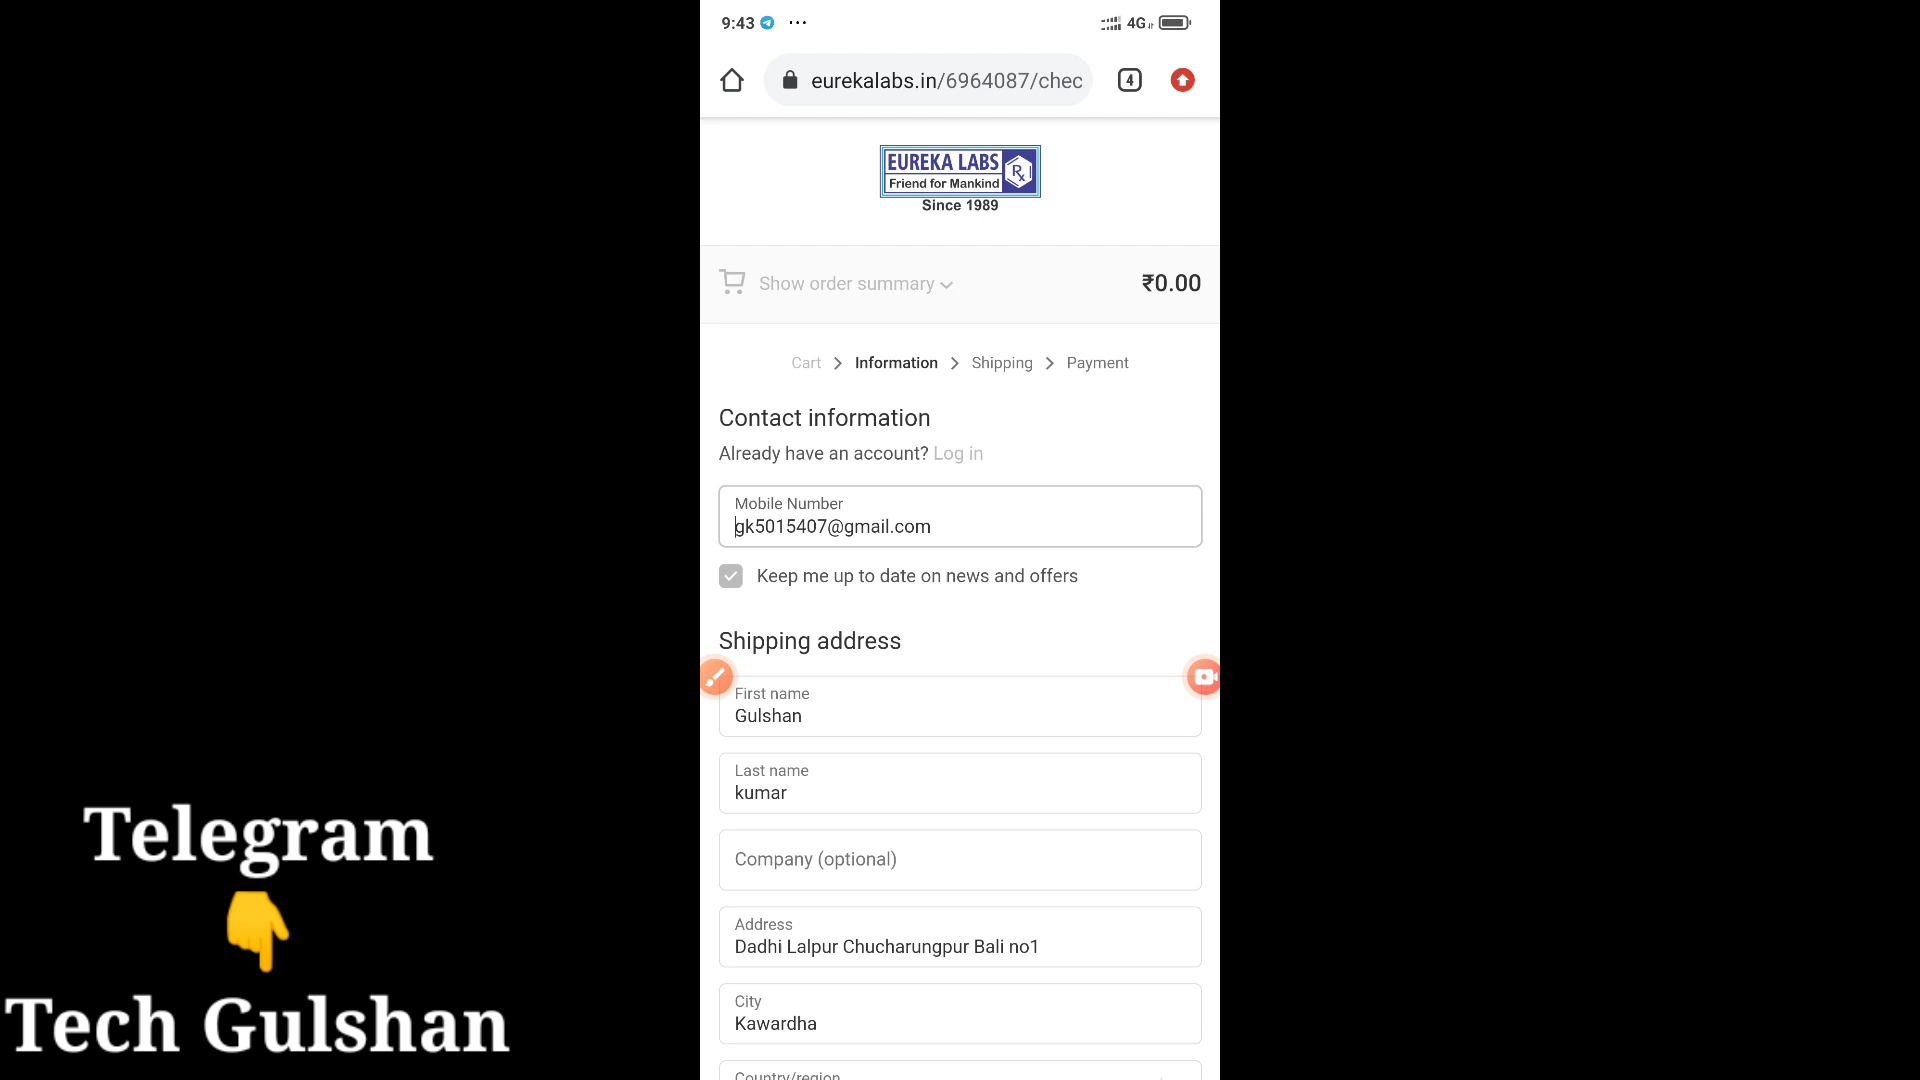 9:43
4G
eurekalabs.in/6964087/chec
4
EUREKA LABS
Rx
Friend for Mankind
Since 1989
Show order summary
₹0.00
Cart > Information > Shipping > Payment
Contact information
Already have an account? Log in
Mobile Number
gk5015407@gmail.com
Keep me up to date on news and offers
Shipping address
First name
Gulshan
Last name
kumar
Company (optional)
Address
Dadhi Lalpur Chucharungpur Bali no1
City
Kawardha
Country/region
Telegram
Tech Gulshan